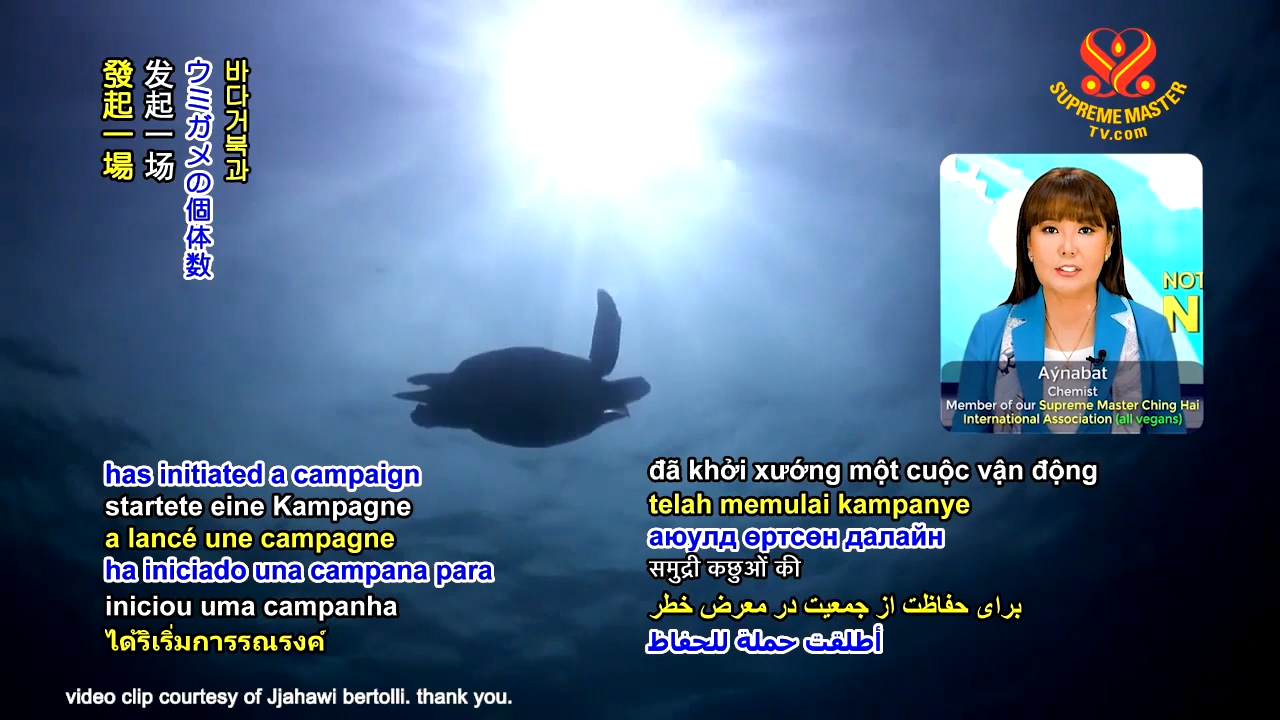 發起一場
发起一场
ウミガメの個体数
바다거북과
SUPREME MASTER
TV.com
NOT
N
Aýnabat
Chemist
Member of our Supreme Master Ching Hai
International Association (all vegans)
has initiated a campaign
startete eine Kampagne
a lancé une campagne
ha iniciado una campana para
iniciou uma campanha
ได้ริเริ่มการรณรงค์
đã khởi xướng một cuộc vận động
telah memulai kampanye
аюулд өртсөн далайн
समुद्री कछुओं की
برای حفاظت از جمعیت در معرض خطر
أطلقت حملة للحفاظ
video clip courtesy of Jjahawi bertolli. thank you.